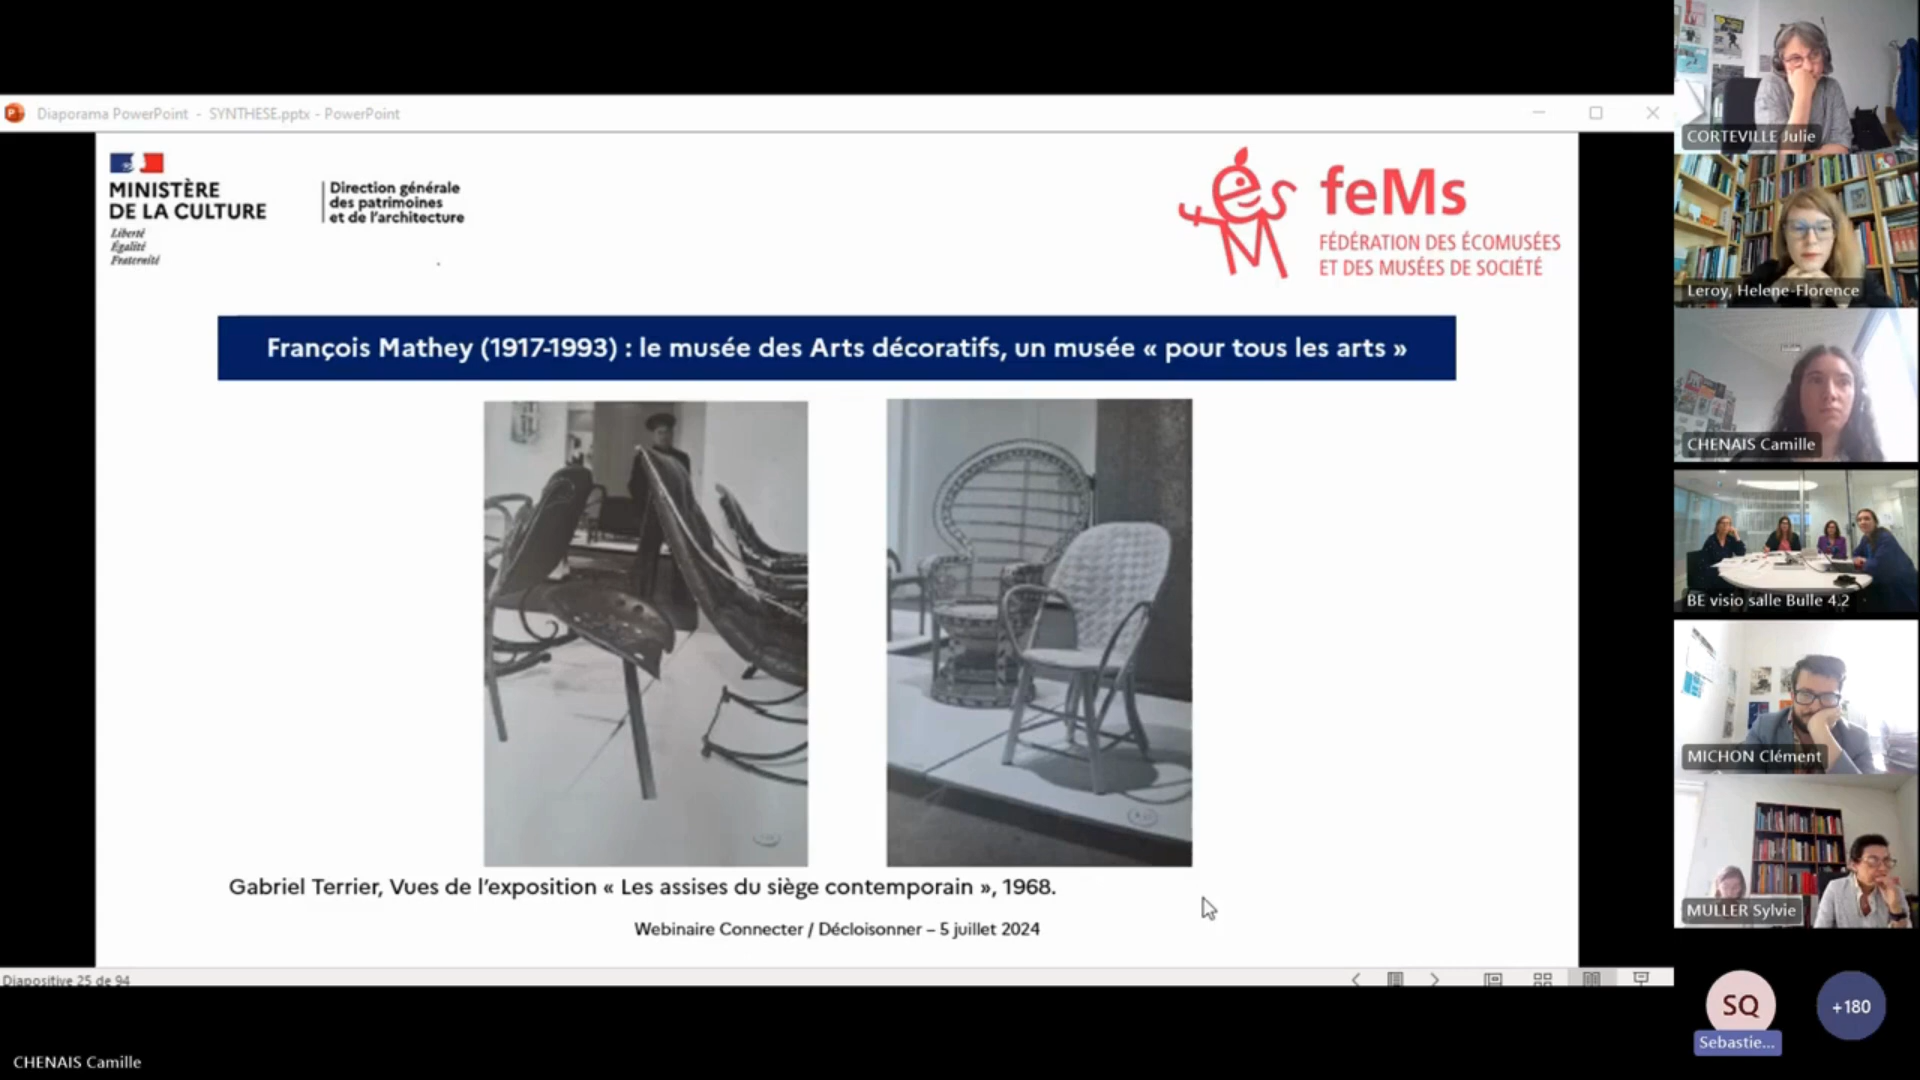 Diaporama PowerPoint - SYNTHESE.pptx - PowerPoint
MINISTÈRE
DE LA CULTURE
Liberté
Égalité
Fraternité
Direction générale
des patrimoines
et de l'architecture
feMs
FÉDÉRATION DES ÉCOMUSÉES
ET DES MUSÉES DE SOCIÉTÉ
François Mathey (1917-1993) : le musée des Arts décoratifs, un musée « pour tous les arts »
Gabriel Terrier, Vues de l'exposition « Les assises du siège contemporain », 1968.
Webinaire Connecter / Décloisonner – 5 juillet 2024
Diapositive 25 de 94
CHENAIS Camille
CORTEVILLE Julie
Leroy, Helene-Florence
CHENAIS Camille
BE visio salle Bulle 4.2
MICHON Clément
MULLER Sylvie
SQ
Sebastie...
+180